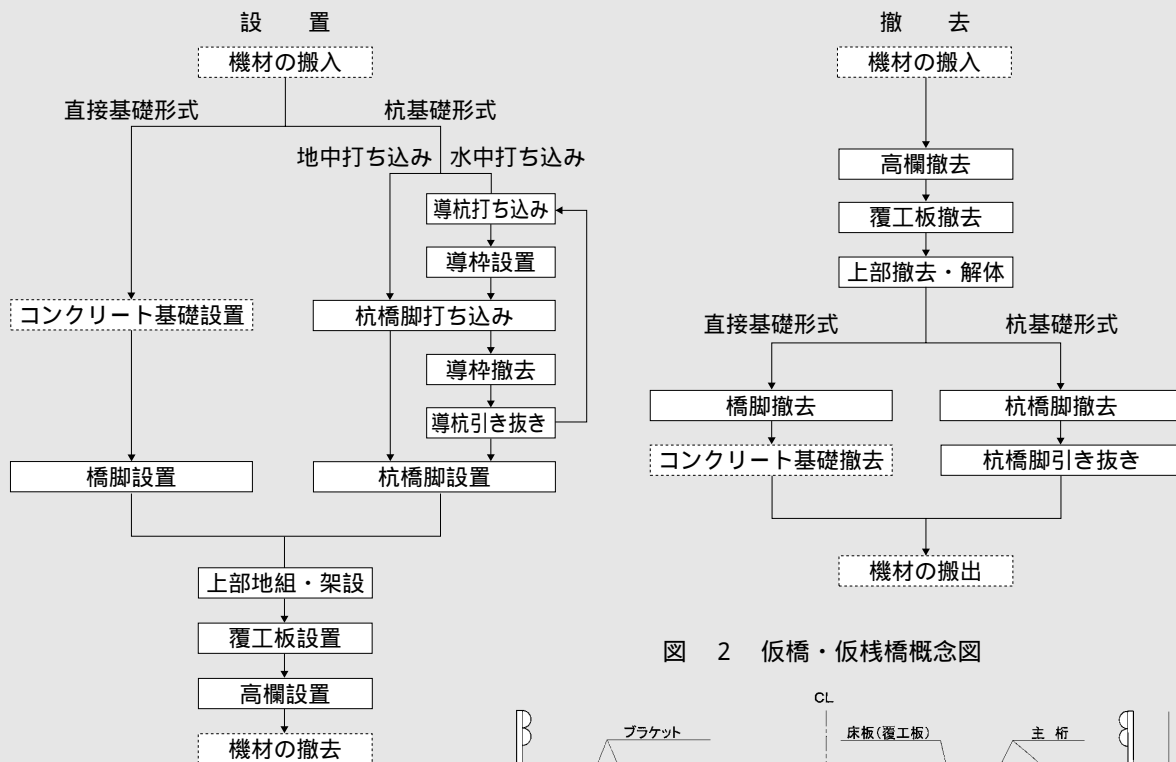 設 置
機材の搬入
直接基礎形式
杭基礎形式
地中打ち込み
水中打ち込み
導杭打ち込み
導枠設置
コンクリート基礎設置
杭橋脚打ち込み
導枠撤去
導杭引き抜き
橋脚設置
杭橋脚設置
上部地組・架設
覆工板設置
高欄設置
機材の撤去
撤 去
機材の搬入
高欄撤去
覆工板撤去
上部撤去・解体
直接基礎形式
杭基礎形式
橋脚撤去
杭橋脚撤去
コンクリート基礎撤去
杭橋脚引き抜き
機材の搬出
図 2 仮橋・仮桟橋概念図
CL
ブラケット
床板(覆工板)
主 桁